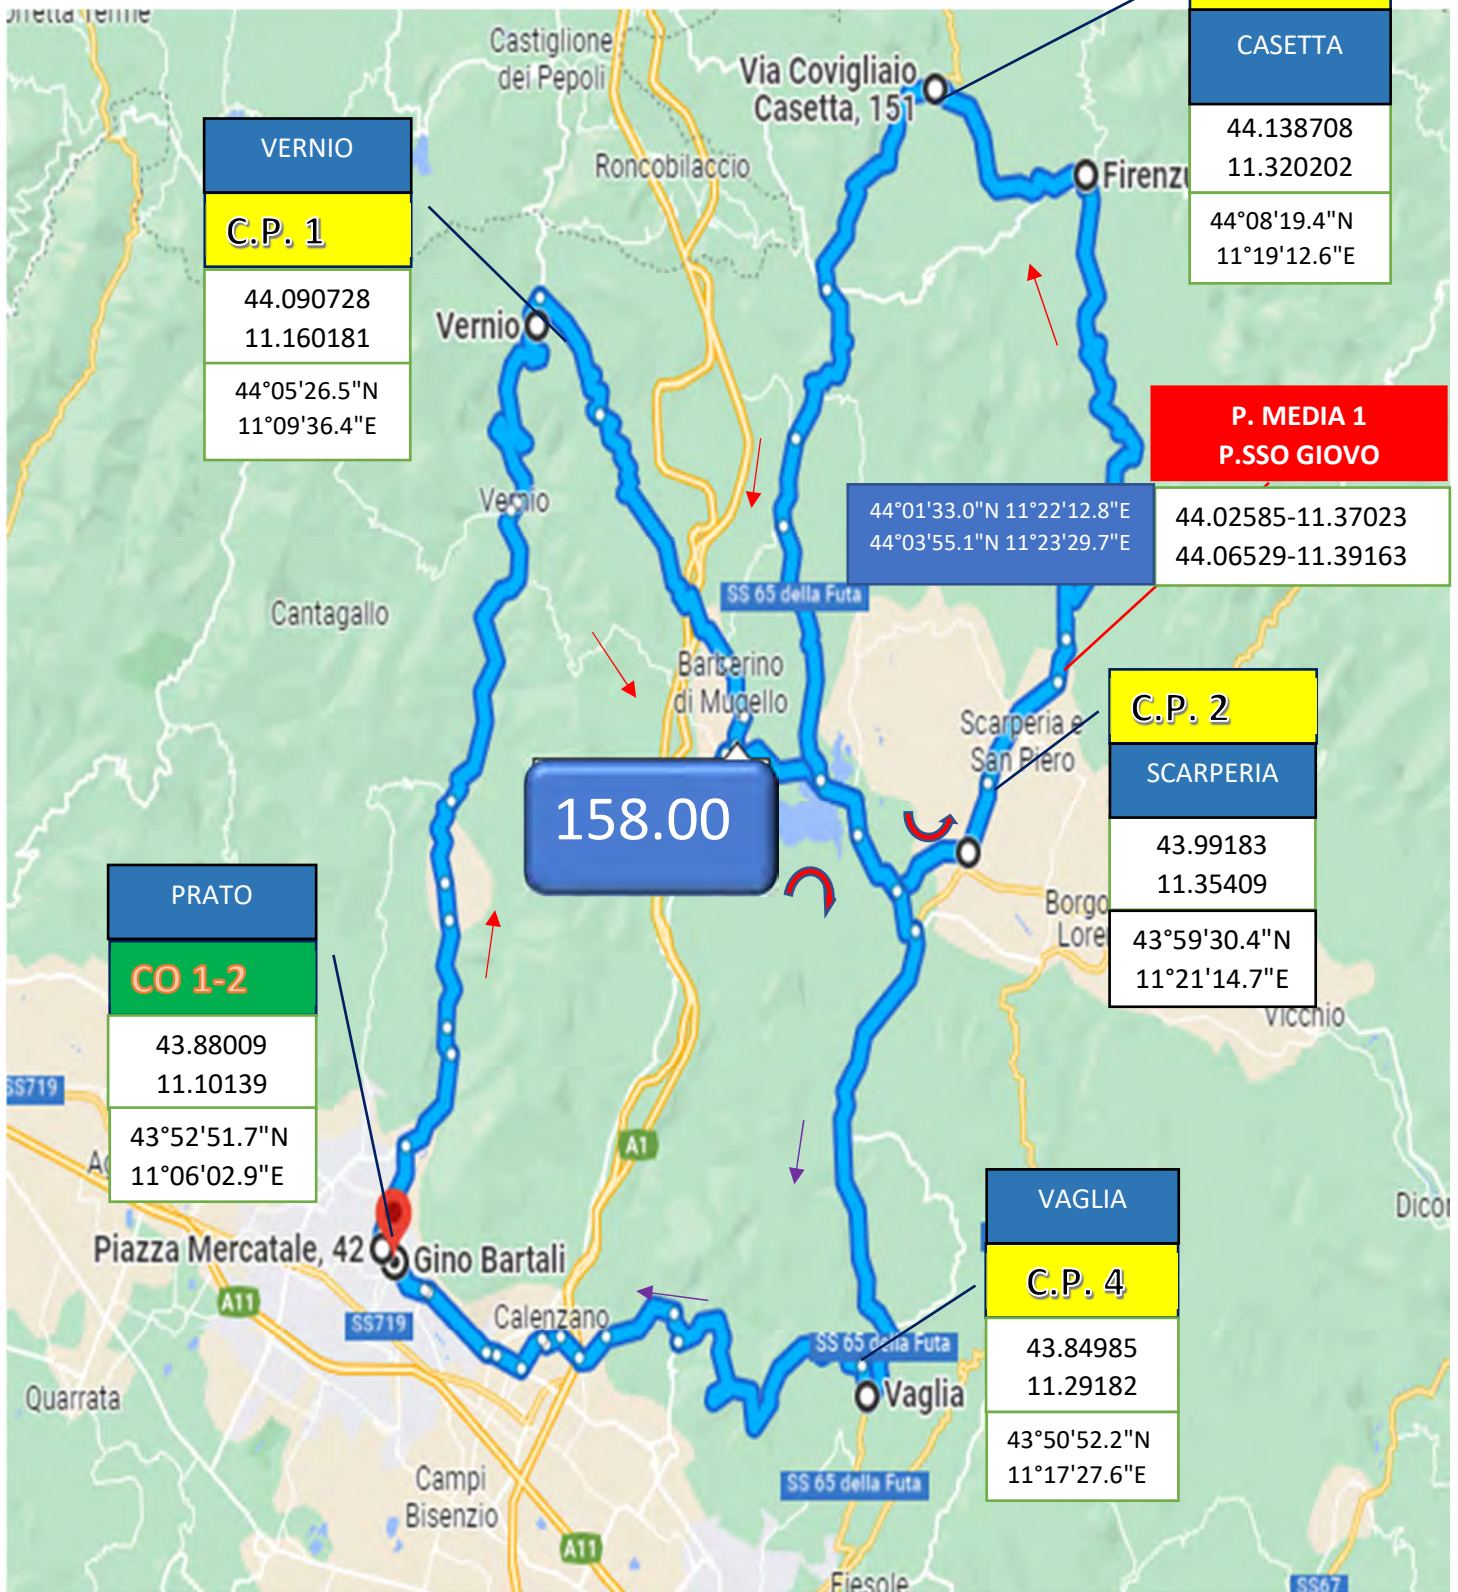 Castiglione
dei Pepoli
Via Covigliaio
Casetta, 151
CASETTA
44.138708
11.320202
44°08'19.4"N
11°19'12.6"E
VERNIO
C.P. 1
44.090728
11.160181
44°05'26.5"N
11°09'36.4"E
Roncobilaccio
Firenzu
Vernio
P. MEDIA 1
P.SSO GIOVO
44°01'33.0"N 11°22'12.8"E
44°03'55.1"N 11°23'29.7"E
44.02585-11.37023
44.06529-11.39163
Vernio
SS 65 della Futa
Cantagallo
Barberino
di Mugello
C.P. 2
SCARPERIA
43.99183
11.35409
43°59'30.4"N
11°21'14.7"E
Scarperia e
San Piero
158.00
PRATO
CO 1-2
43.88009
11.10139
43°52'51.7"N
11°06'02.9"E
Borgo
Lore
Vicchio
SS719
A1
VAGLIA
C.P. 4
43.84985
11.29182
43°50'52.2"N
11°17'27.6"E
Piazza Mercatale, 42
Gino Bartali
A11
SS719
Calenzano
SS 65 della Futa
Vaglia
Quarrata
Campi
Bisenzio
SS 65 della Futa
A11
Fiesole
SS67